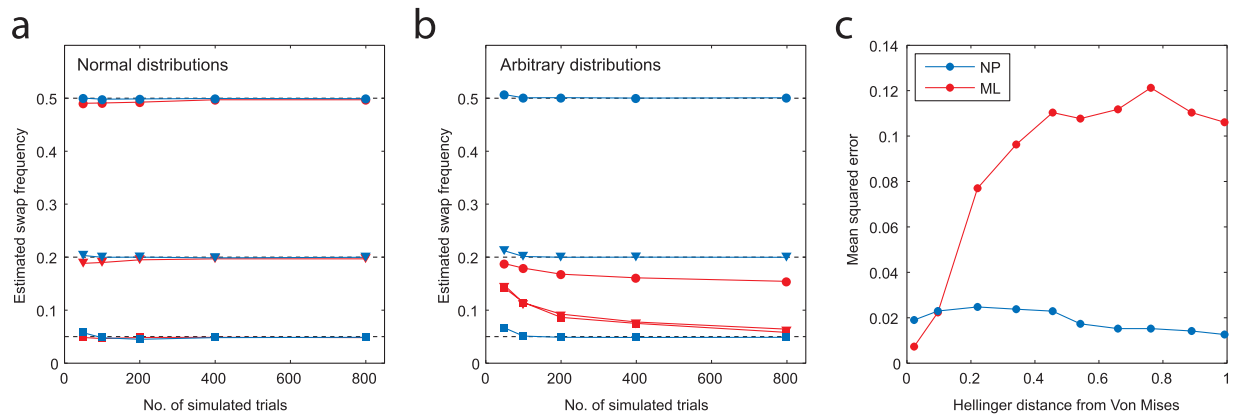 a
Normal distributions
Estimated swap frequency
0.5
0.4
0.3
0.2
0.1
0
0 200 400 600 800
No. of simulated trials
b
Arbitrary distributions
Estimated swap frequency
0.5
0.4
0.3
0.2
0.1
0
0 200 400 600 800
No. of simulated trials
c
NP
ML
Mean squared error
0.14
0.12
0.1
0.08
0.06
0.04
0.02
0
0 0.2 0.4 0.6 0.8 1
Hellinger distance from Von Mises